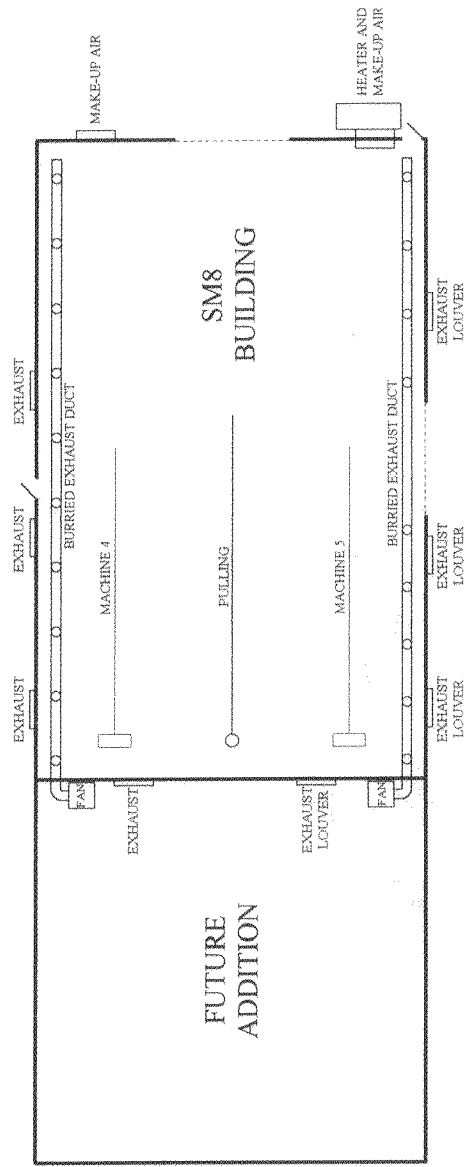 MAKE-UP AIR
HEATER AND
MAKE-UP AIR
EXHAUST
EXHAUST
EXHAUST
BURRIED EXHAUST DUCT
SM8
BUILDING
MACHINE 4
PULLING
MACHINE 5
BURRIED EXHAUST DUCT
EXHAUST
LOUVER
EXHAUST
LOUVER
EXHAUST
LOUVER
FAN
EXHAUST
EXHAUST
LOUVER
FAN
FUTURE
ADDITION